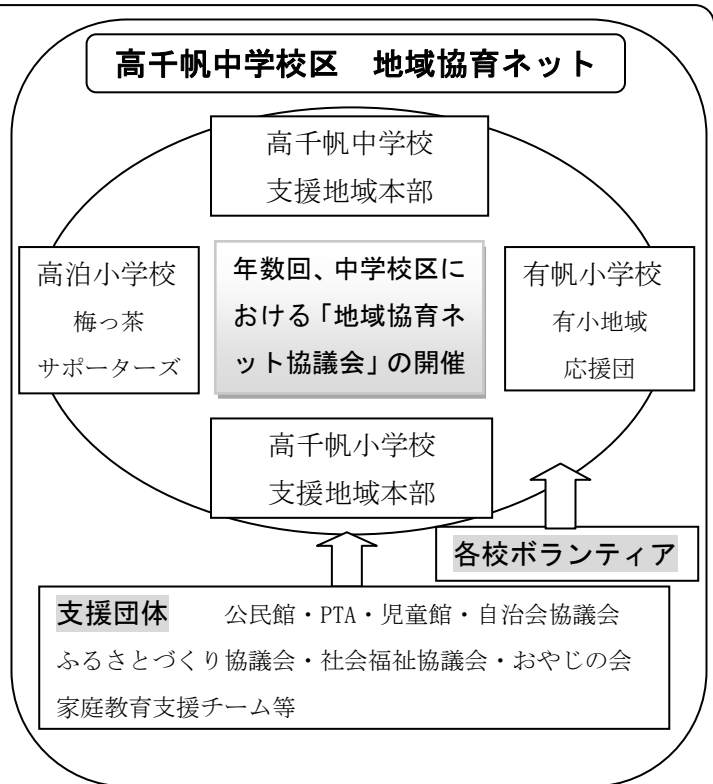 高千帆中学校区　地域協育ネット
高千帆中学校
支援地域本部
高泊小学校
梅っ茶
サポーターズ
年数回、中学校区に
おける「地域協育ネ
ット協議会」の開催
有帆小学校
有小地域
応援団
高千帆小学校
支援地域本部
各校ボランティア
支援団体　　公民館・PTA・児童館・自治会協議会
ふるさとづくり協議会・社会福祉協議会・おやじの会
家庭教育支援チーム等